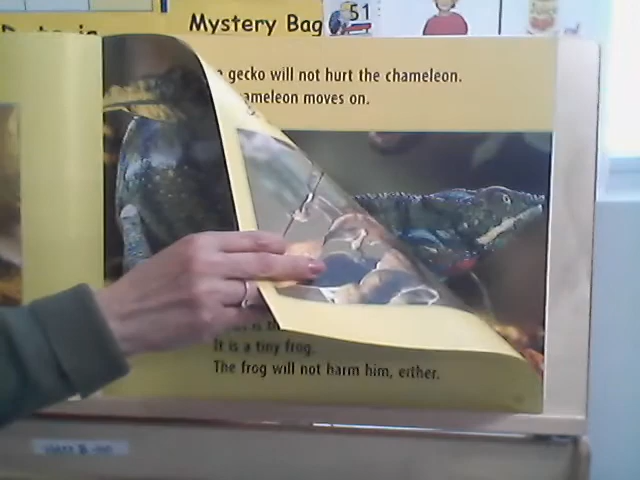 Mystery Bag
51
gecko will not hurt the chameleon.
ameleon moves on.
It is a tiny frog.
The frog will not harm him, either.